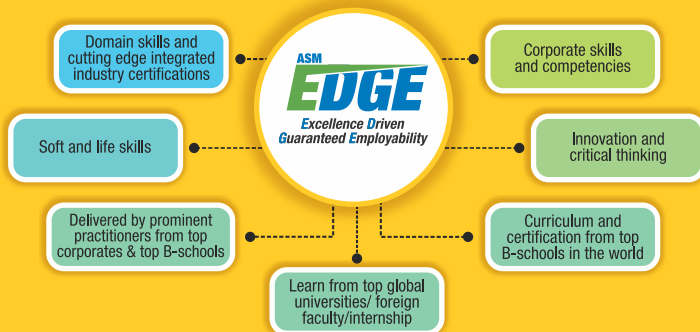 Domain skills and
cutting edge integrated
industry certifications
ASM
EDGE
Excellence Driven
Guaranteed Employability
Corporate skills
and competencies
Soft and life skills
Innovation and
critical thinking
Delivered by prominent
practitioners from top
corporates & top B-schools
Curriculum and
certification from top
B-schools in the world
Learn from top global
universities/ foreign
faculty/internship